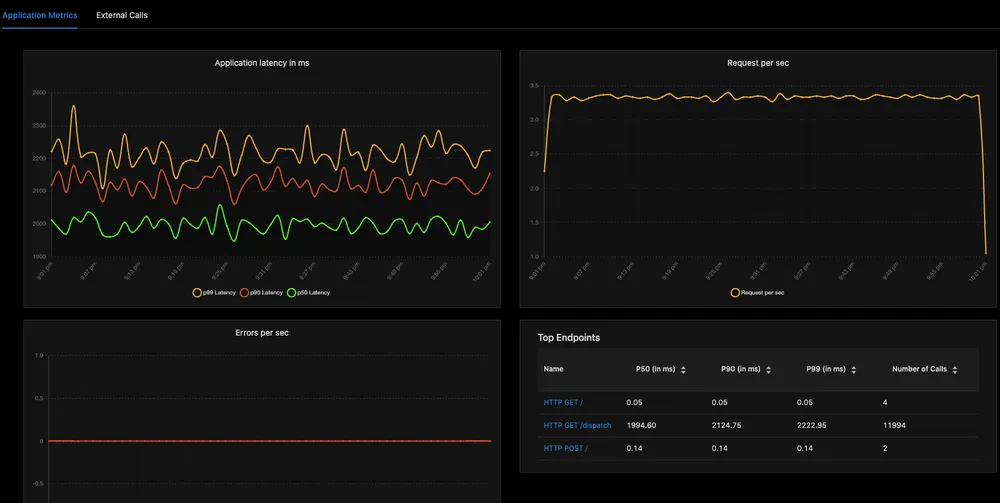 Application Metrics External Calls
Application latency in ms
2400
2300
2200
2100
2000
1900
9:01 pm 9:07 pm 9:13 pm 9:19 pm 9:25 pm 9:31 pm 9:37 pm 9:43 pm 9:49 pm 9:55 pm 10:01 pm
p99 Latency p90 Latency p50 Latency
Request per sec
3.5
3.0
2.5
2.0
1.5
1.0
9:01 pm 9:07 pm 9:13 pm 9:19 pm 9:25 pm 9:31 pm 9:37 pm 9:43 pm 9:49 pm 9:55 pm 10:01 pm
Request per sec
Errors per sec
1.0
0.5
0
-0.5
Top Endpoints
Name P50 (in ms) P90 (in ms) P99 (in ms) Number of Calls
HTTP GET / 0.05 0.05 0.05 4
HTTP GET /dispatch 1994.60 2124.75 2222.95 11994
HTTP POST / 0.14 0.14 0.14 2